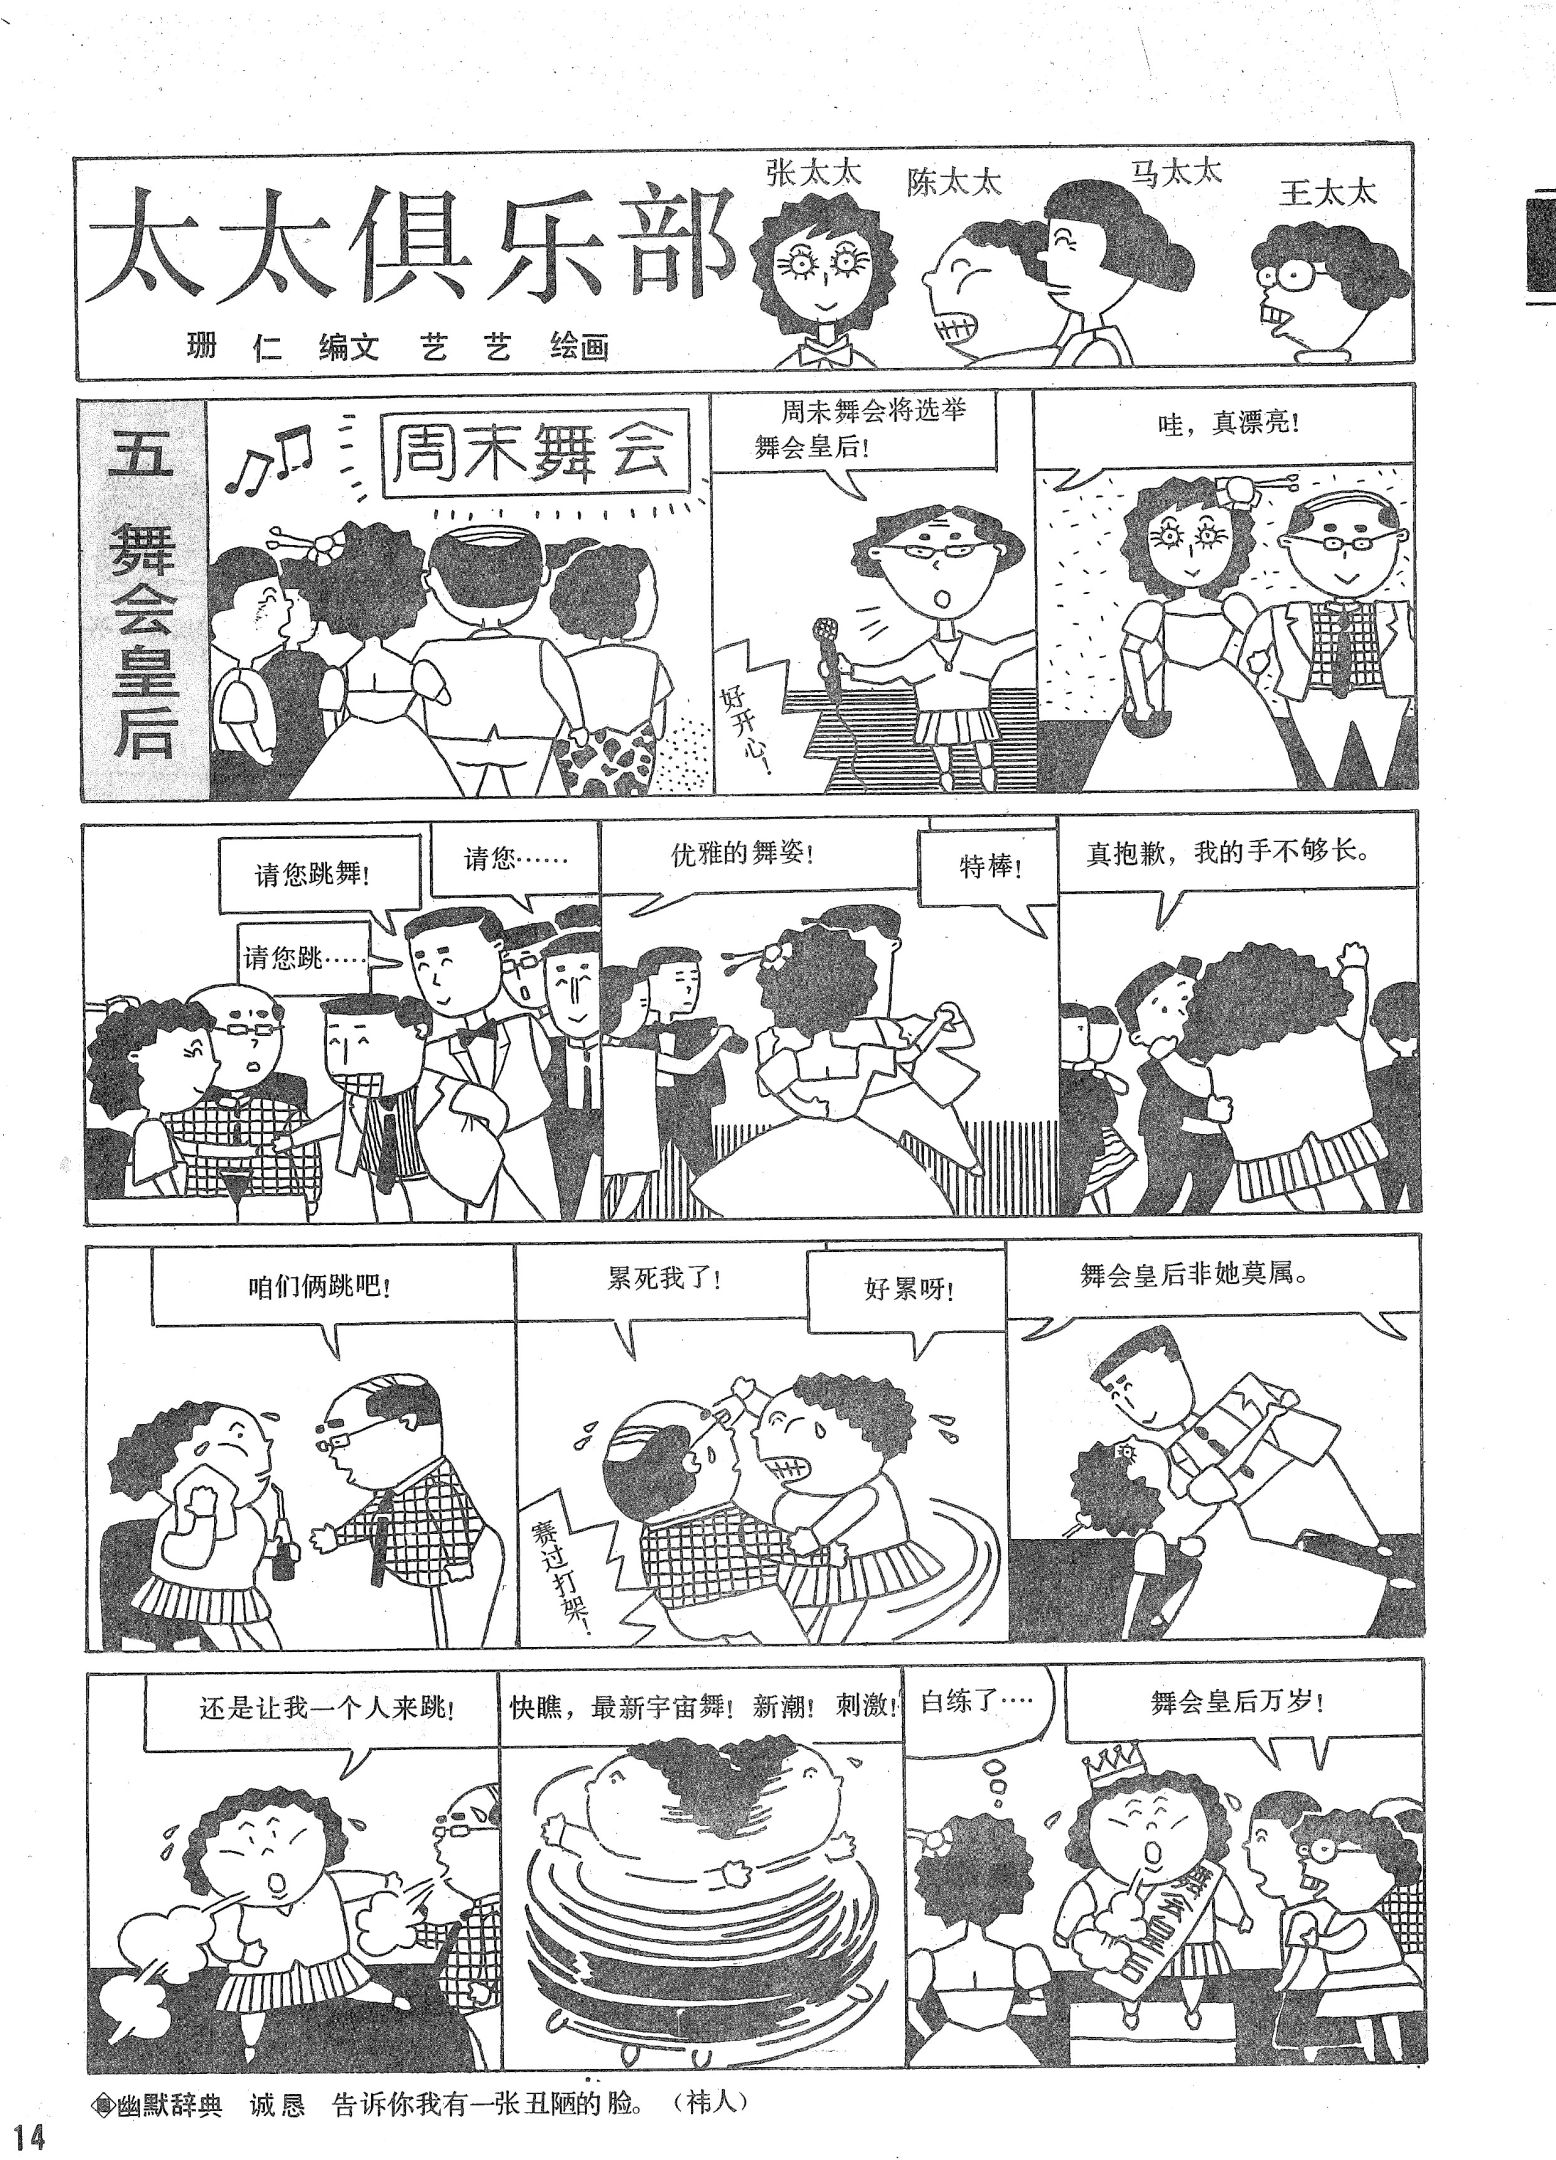 太太俱乐部
珊 仁 编文 艺 艺 绘画
张太太
陈太太
马太太
王太太
五 舞会皇后
周末舞会
周未舞会将选举
舞会皇后！
好开心！
哇，真漂亮！
请您跳舞！
请您……
请您跳……
优雅的舞姿！
特棒！
真抱歉，我的手不够长。
咱们俩跳吧！
累死我了！
好累呀！
赛过打架！
舞会皇后非她莫属。
还是让我一个人来跳！
快瞧，最新宇宙舞！新潮！刺激！
白练了……
舞会皇后万岁！
舞会皇后
幽默辞典 诚恳 告诉你我有一张丑陋的脸。（祎人）
14